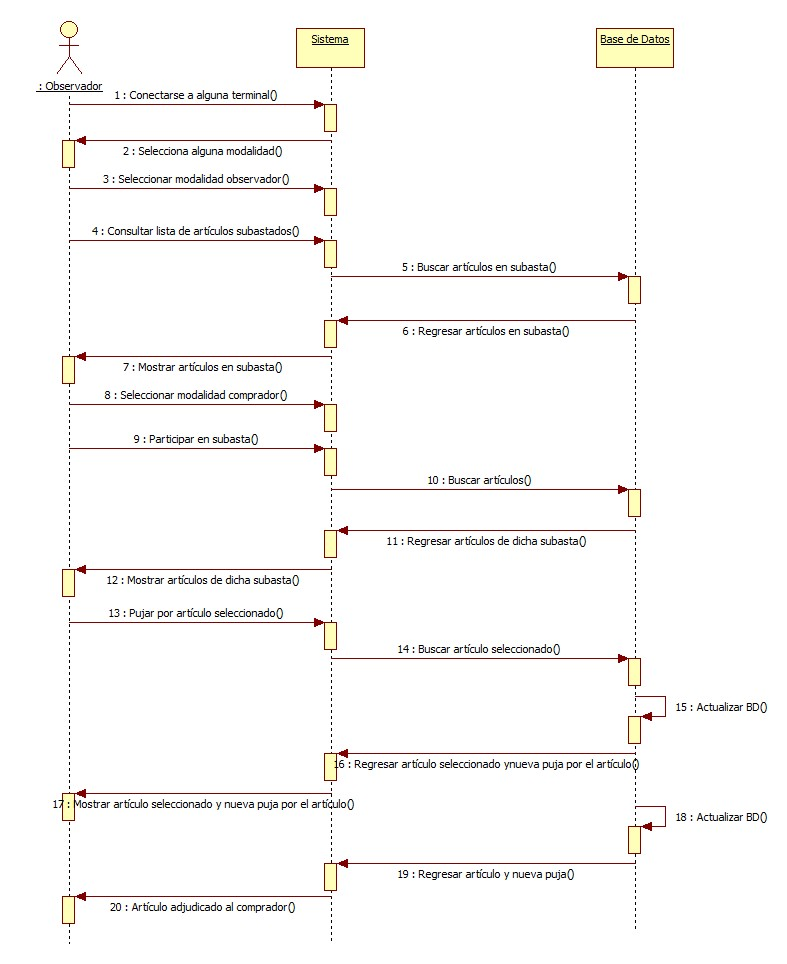 Sistema
Base de Datos
: Observador
1 : Conectarse a alguna terminal()
2 : Selecciona alguna modalidad()
3 : Seleccionar modalidad observador()
4 : Consultar lista de artículos subastados()
5 : Buscar artículos en subasta()
6 : Regresar artículos en subasta()
7 : Mostrar artículos en subasta()
8 : Seleccionar modalidad comprador()
9 : Participar en subasta()
10 : Buscar artículos()
11 : Regresar artículos de dicha subasta()
12 : Mostrar artículos de dicha subasta()
13 : Pujar por artículo seleccionado()
14 : Buscar artículo seleccionado()
15 : Actualizar BD()
16 : Regresar artículo seleccionado ynueva puja por el artículo()
17 : Mostrar artículo seleccionado y nueva puja por el artículo()
18 : Actualizar BD()
19 : Regresar artículo y nueva puja()
20 : Artículo adjudicado al comprador()